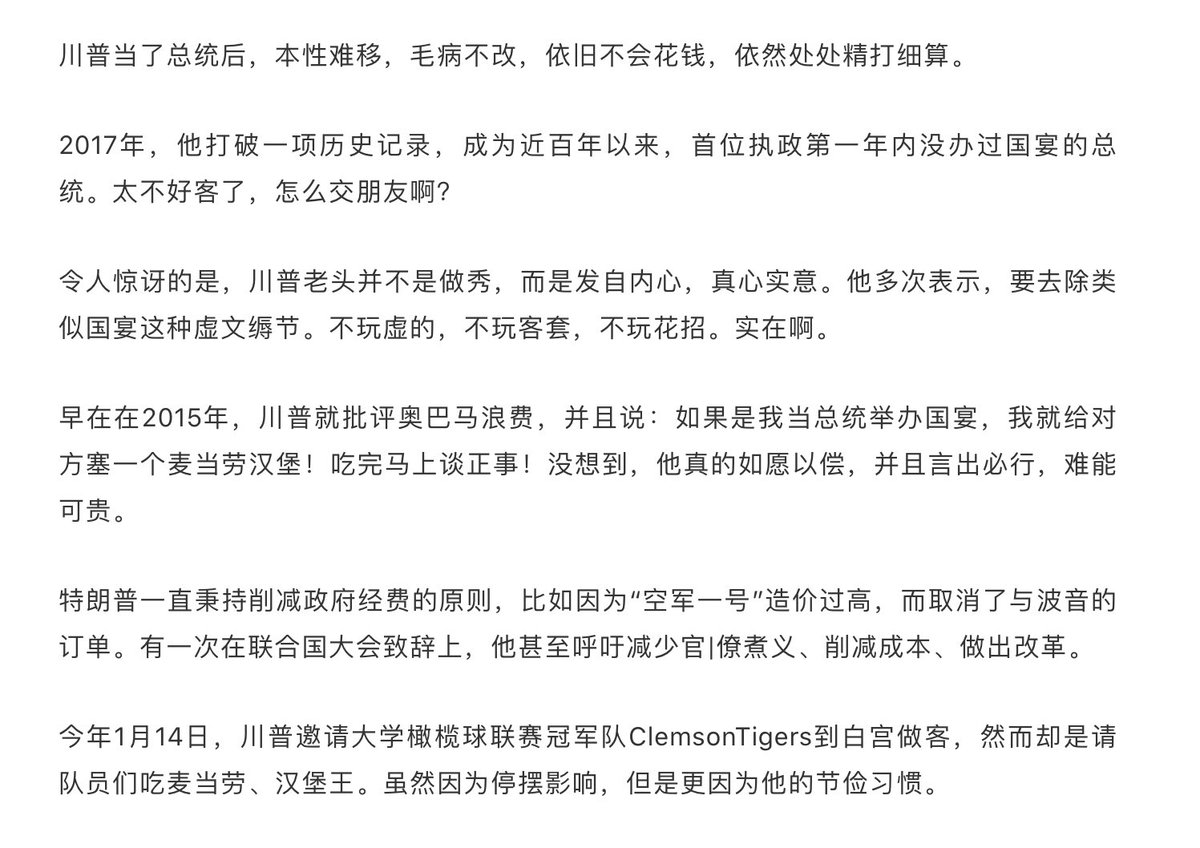 川普当了总统后，本性难移，毛病不改，依旧不会花钱，依然处处精打细算。
2017年，他打破一项历史记录，成为近百年以来，首位执政第一年内没办过国宴的总
统。太不好客了，怎么交朋友啊？
令人惊讶的是，川普老头并不是做秀，而是发自内心，真心实意。他多次表示，要去除类
似国宴这种虚文缛节。不玩虚的，不玩客套，不玩花招。实在啊。
早在在2015年，川普就批评奥巴马浪费，并且说：如果是我当总统举办国宴，我就给对
方塞一个麦当劳汉堡！吃完马上谈正事！没想到，他真的如愿以偿，并且言出必行，难能
可贵。
特朗普一直秉持削减政府经费的原则，比如因为“空军一号”造价过高，而取消了与波音的
订单。有一次在联合国大会致辞上，他甚至呼吁减少官|僚煮义、削减成本、做出改革。
今年1月14日，川普邀请大学橄榄球联赛冠军队ClemsonTigers到白宫做客，然而却是请
队员们吃麦当劳、汉堡王。虽然因为停摆影响，但是更因为他的节俭习惯。